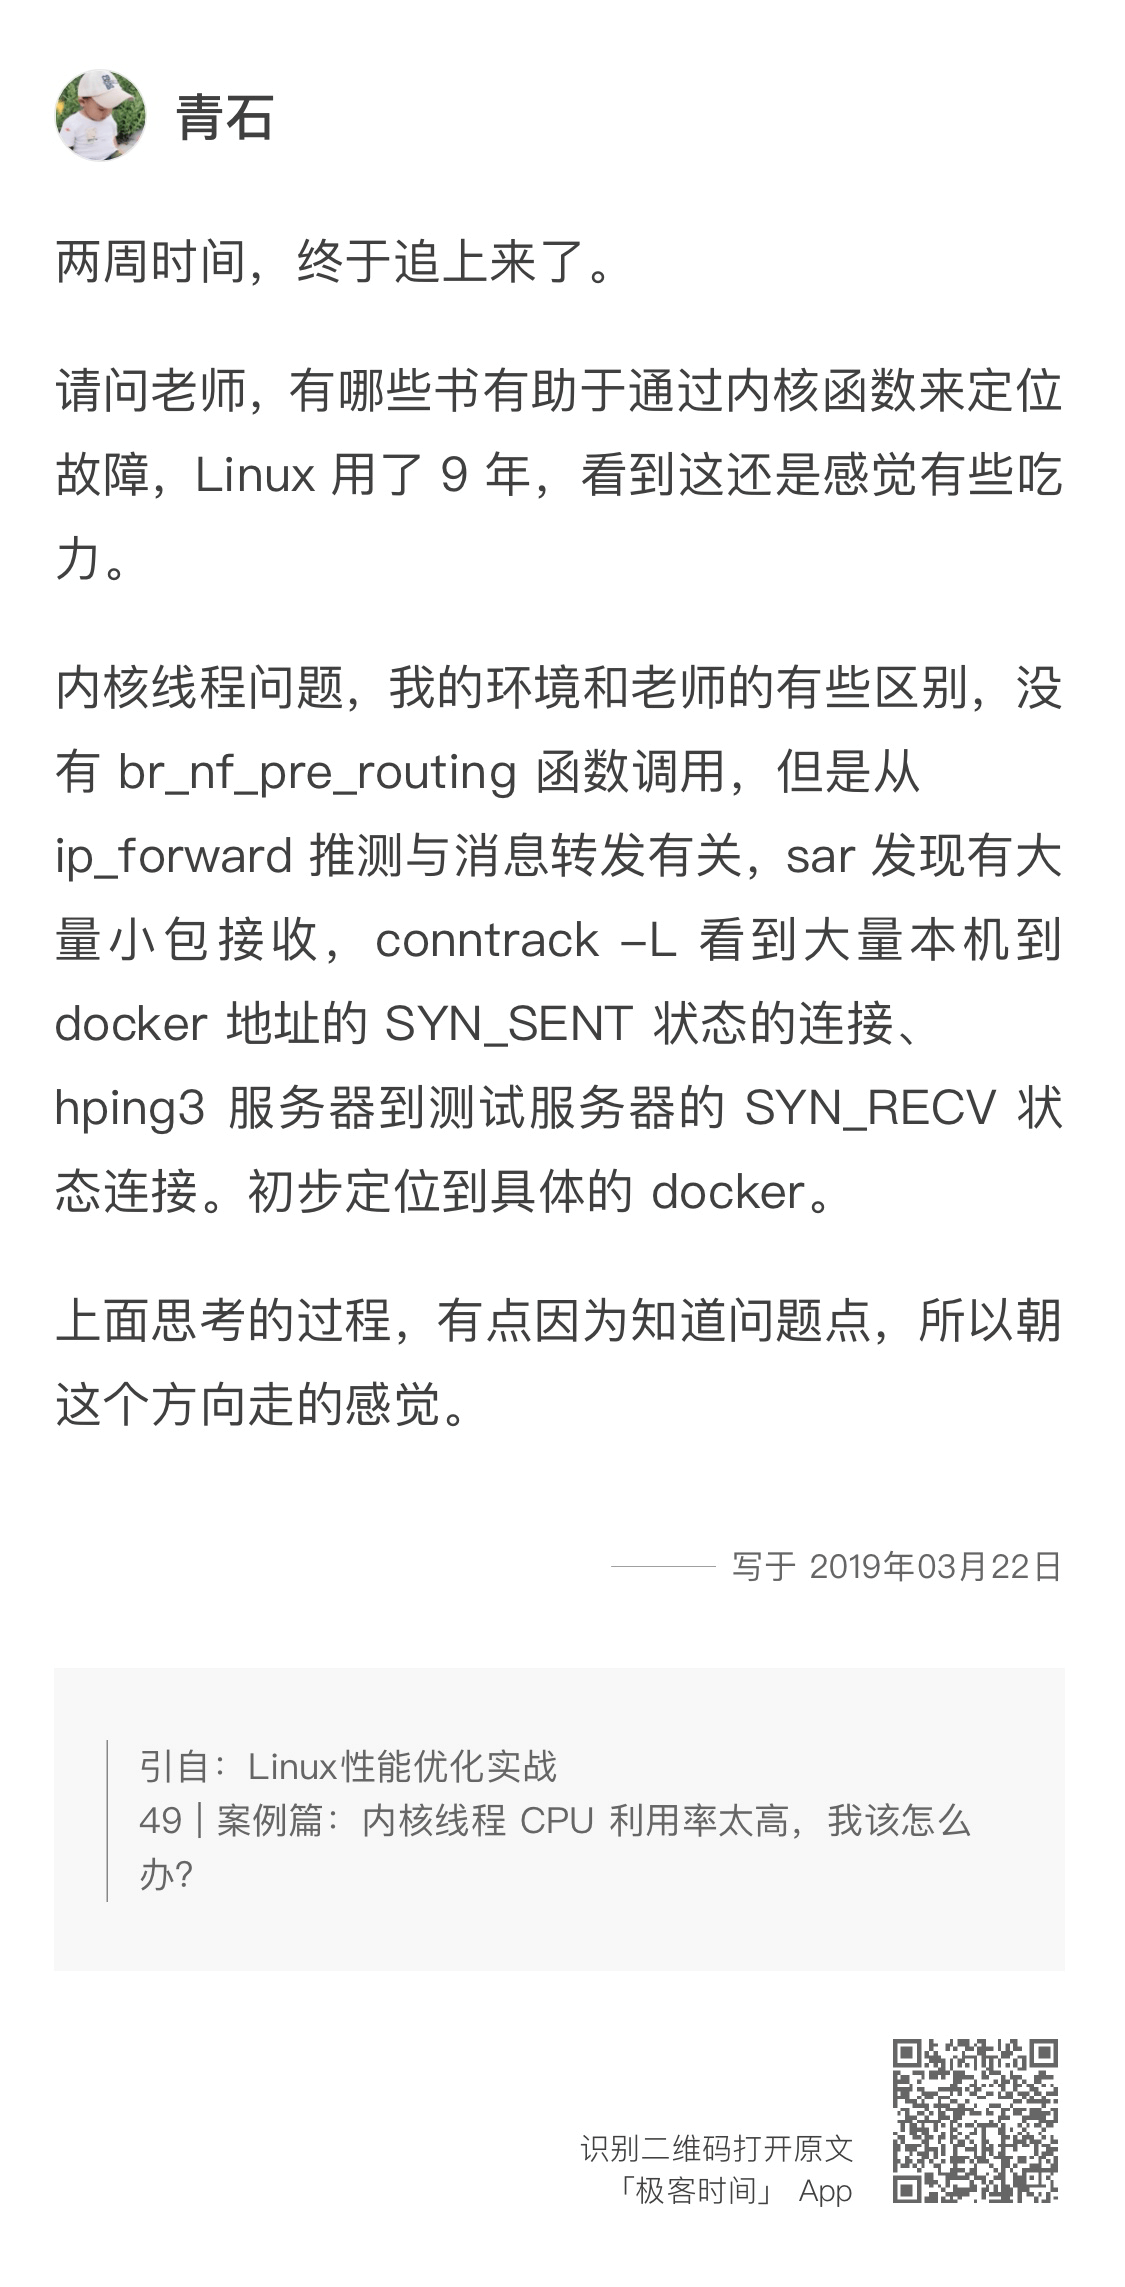 青石
两周时间，终于追上来了。
请问老师，有哪些书有助于通过内核函数来定位
故障，Linux 用了 9 年，看到这还是感觉有些吃
力。
内核线程问题，我的环境和老师的有些区别，没
有 br_nf_pre_routing 函数调用，但是从
ip_forward 推测与消息转发有关，sar 发现有大
量小包接收，conntrack -L 看到大量本机到
docker 地址的 SYN_SENT 状态的连接、
hping3 服务器到测试服务器的 SYN_RECV 状
态连接。初步定位到具体的 docker。
上面思考的过程，有点因为知道问题点，所以朝
这个方向走的感觉。
写于 2019年03月22日
引自：Linux性能优化实战
49 | 案例篇：内核线程 CPU 利用率太高，我该怎么
办？
识别二维码打开原文
「极客时间」 App